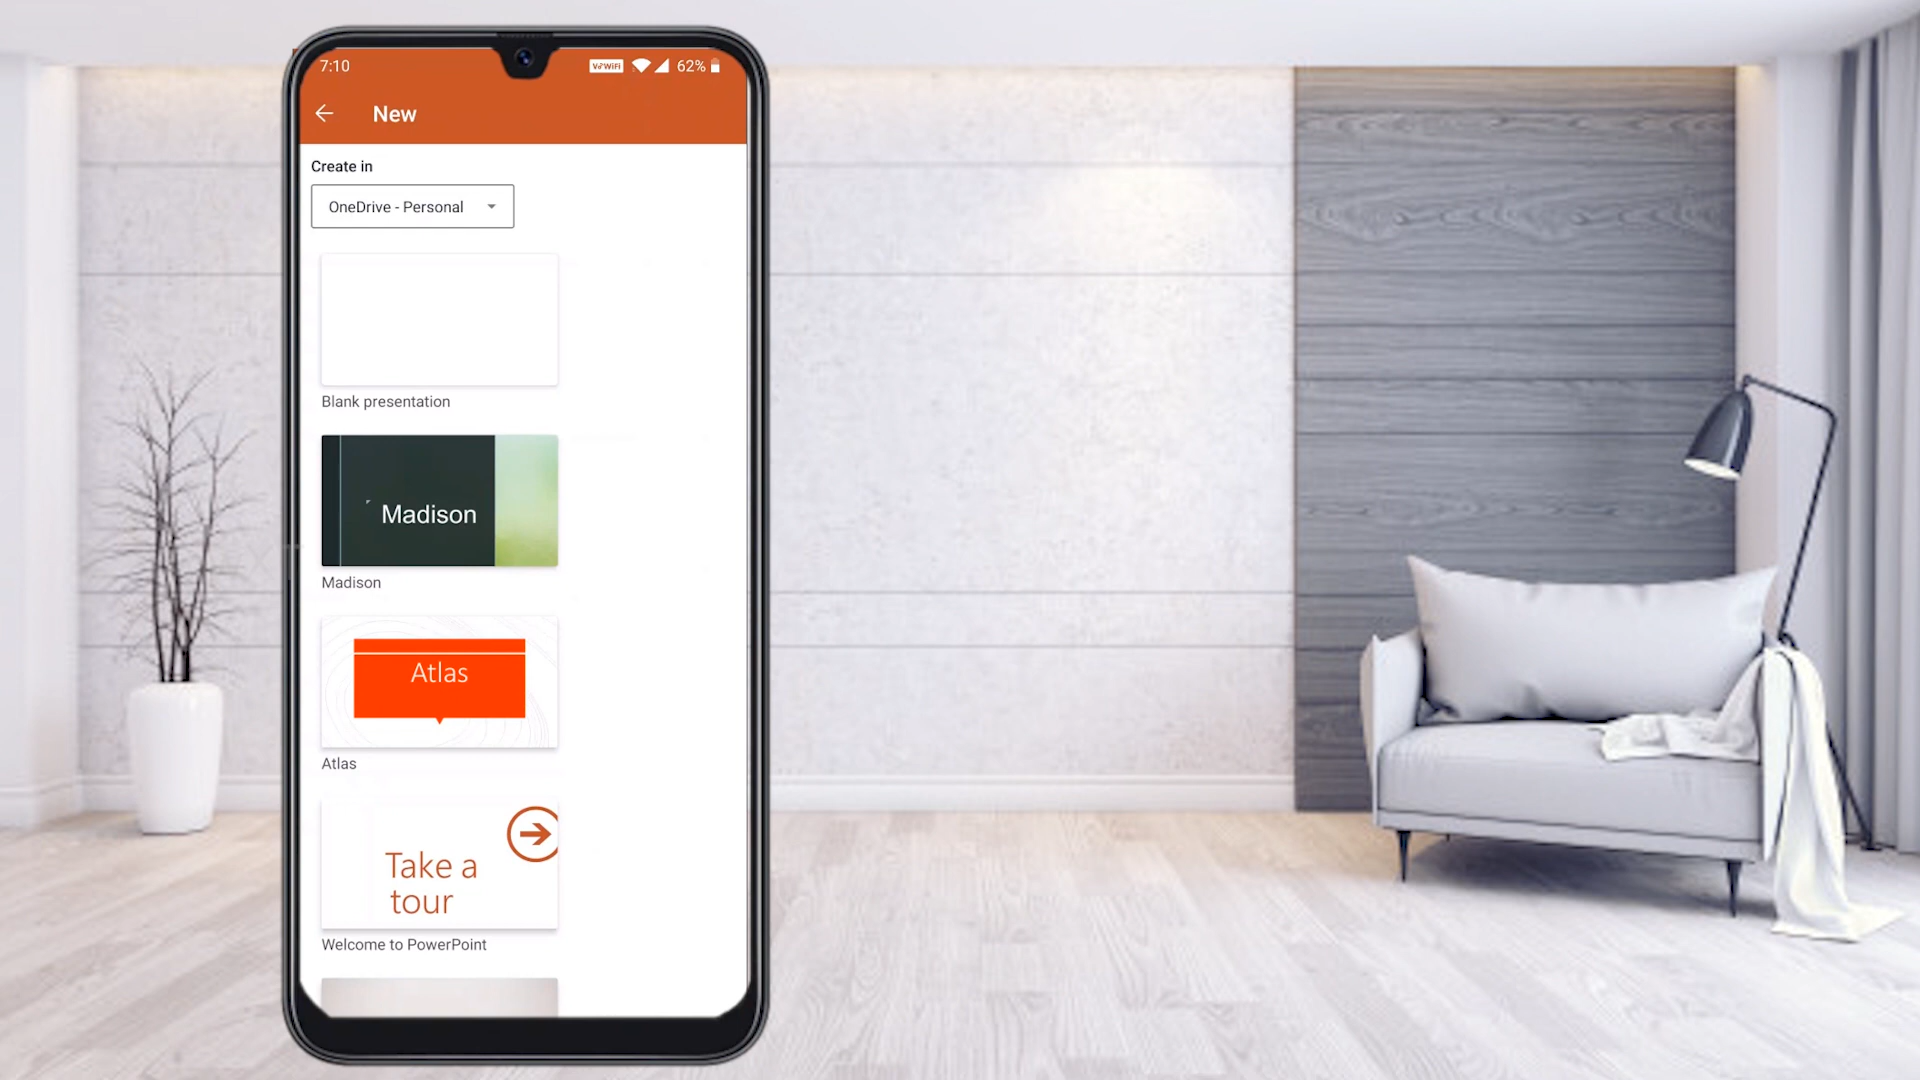 7:10
VoWiFi
62%
New
Create in
OneDrive - Personal
Blank presentation
Madison
Madison
Atlas
Atlas
Take a
tour
Welcome to PowerPoint